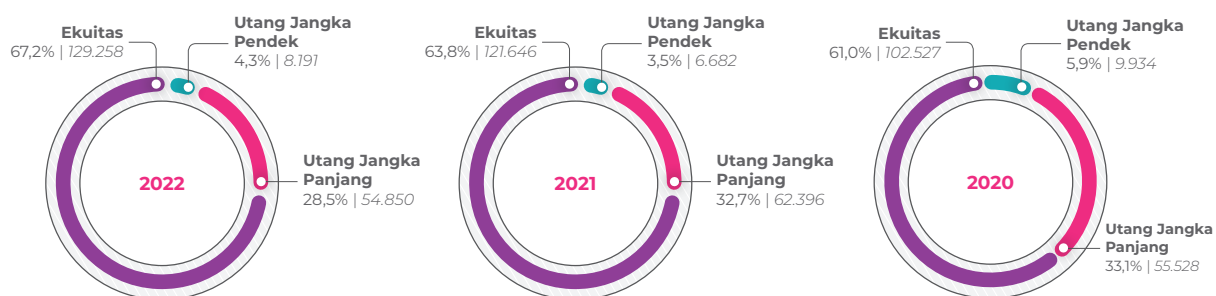 Ekuitas
67,2% | 129.258
Utang Jangka
Pendek
4,3% | 8.191
2022
Utang Jangka
Panjang
28,5% | 54.850
Ekuitas
63,8% | 121.646
Utang Jangka
Pendek
3,5% | 6.682
2021
Utang Jangka
Panjang
32,7% | 62.396
Ekuitas
61,0% | 102.527
Utang Jangka
Pendek
5,9% | 9.934
2020
Utang Jangka
Panjang
33,1% | 55.528